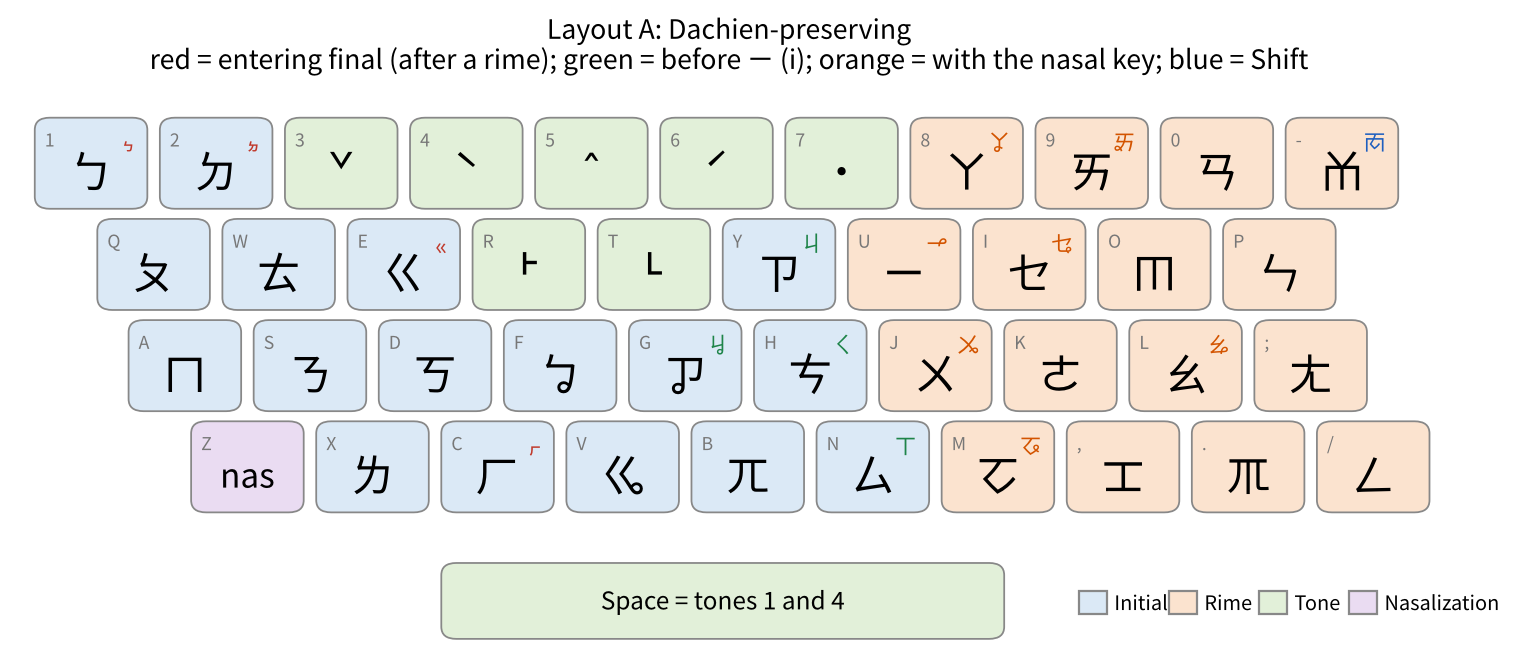 Layout A: Dachien-preserving
red = entering final (after a rime); green = before ㄧ (i); orange = with the nasal key; blue = Shift
1 ㄅ ㆴ 2 ㄉ ㆵ 3 ˇ 4 ˋ 5 ˆ 6 ˊ 7 ˙ 8 ㄚ ㆩ 9 ㄞ ㆮ 0 ㄢ - ㆰ ㆱ
Q ㄆ W ㄊ E ㄍ ㆶ R ˫ T ˪ Y ㄗ ㄐ U ㄧ ㆪ I ㆤ ㆥ O ㆬ P ㄣ
A ㄇ S ㄋ D ㄎ F ㆠ G ㆡ ㆢ H ㄘ ㄑ J ㄨ ㆫ K ㄜ L ㄠ ㆯ ; ㄤ
Z nas X ㄌ C ㄏ ㆷ V ㆣ B ㄫ N ㄙ ㄒ M ㆦ ㆧ , ㆲ . ㆭ / ㄥ
Space = tones 1 and 4
Initial Rime Tone Nasalization